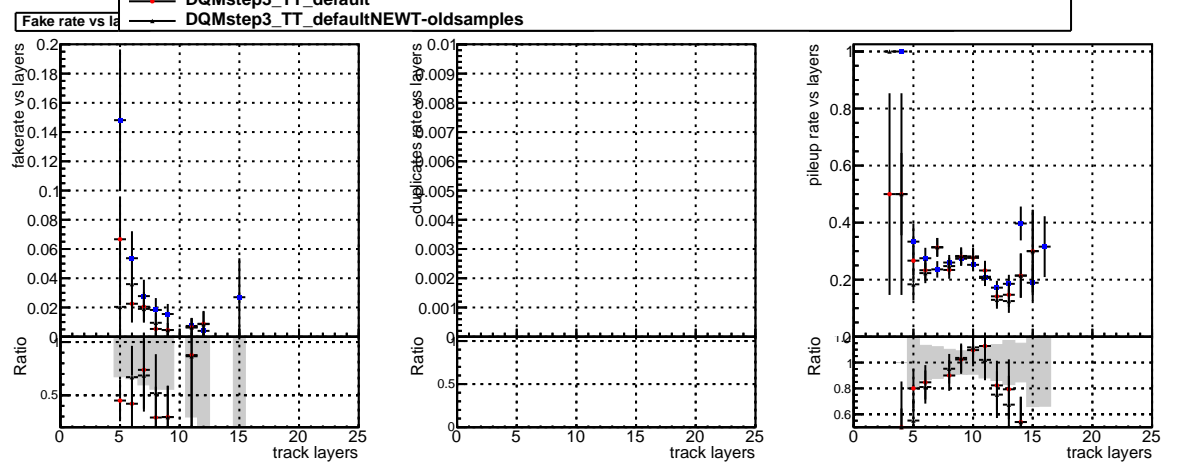 DQMstep3_TT_default
Fake rate vs la
DQMstep3_TT_defaultNEWT-oldsamples
fakerate vs layers
0.2
0.18
0.16
0.14
0.12
0.1
0.08
0.06
0.04
0.02
0
Ratio
0.5
0 5 10 15 20 25
track layers
duplicates rate vs layers
0.01
0.009
0.008
0.007
0.006
0.005
0.004
0.003
0.002
0.001
0
Ratio
1
0.5
0
0 5 10 15 20 25
track layers
pileup rate vs layers
1
0.8
0.6
0.4
0.2
0
Ratio
1
0.8
0.6
0 5 10 15 20 25
track layers